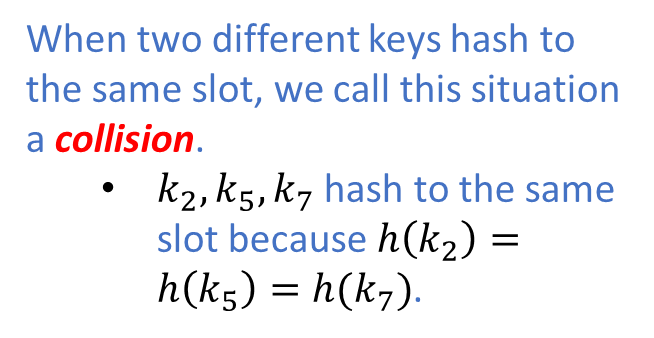 When two different keys hash to
the same slot, we call this situation
a collision.
• k₂, k₅, k₇ hash to the same
slot because h(k₂) =
h(k₅) = h(k₇).